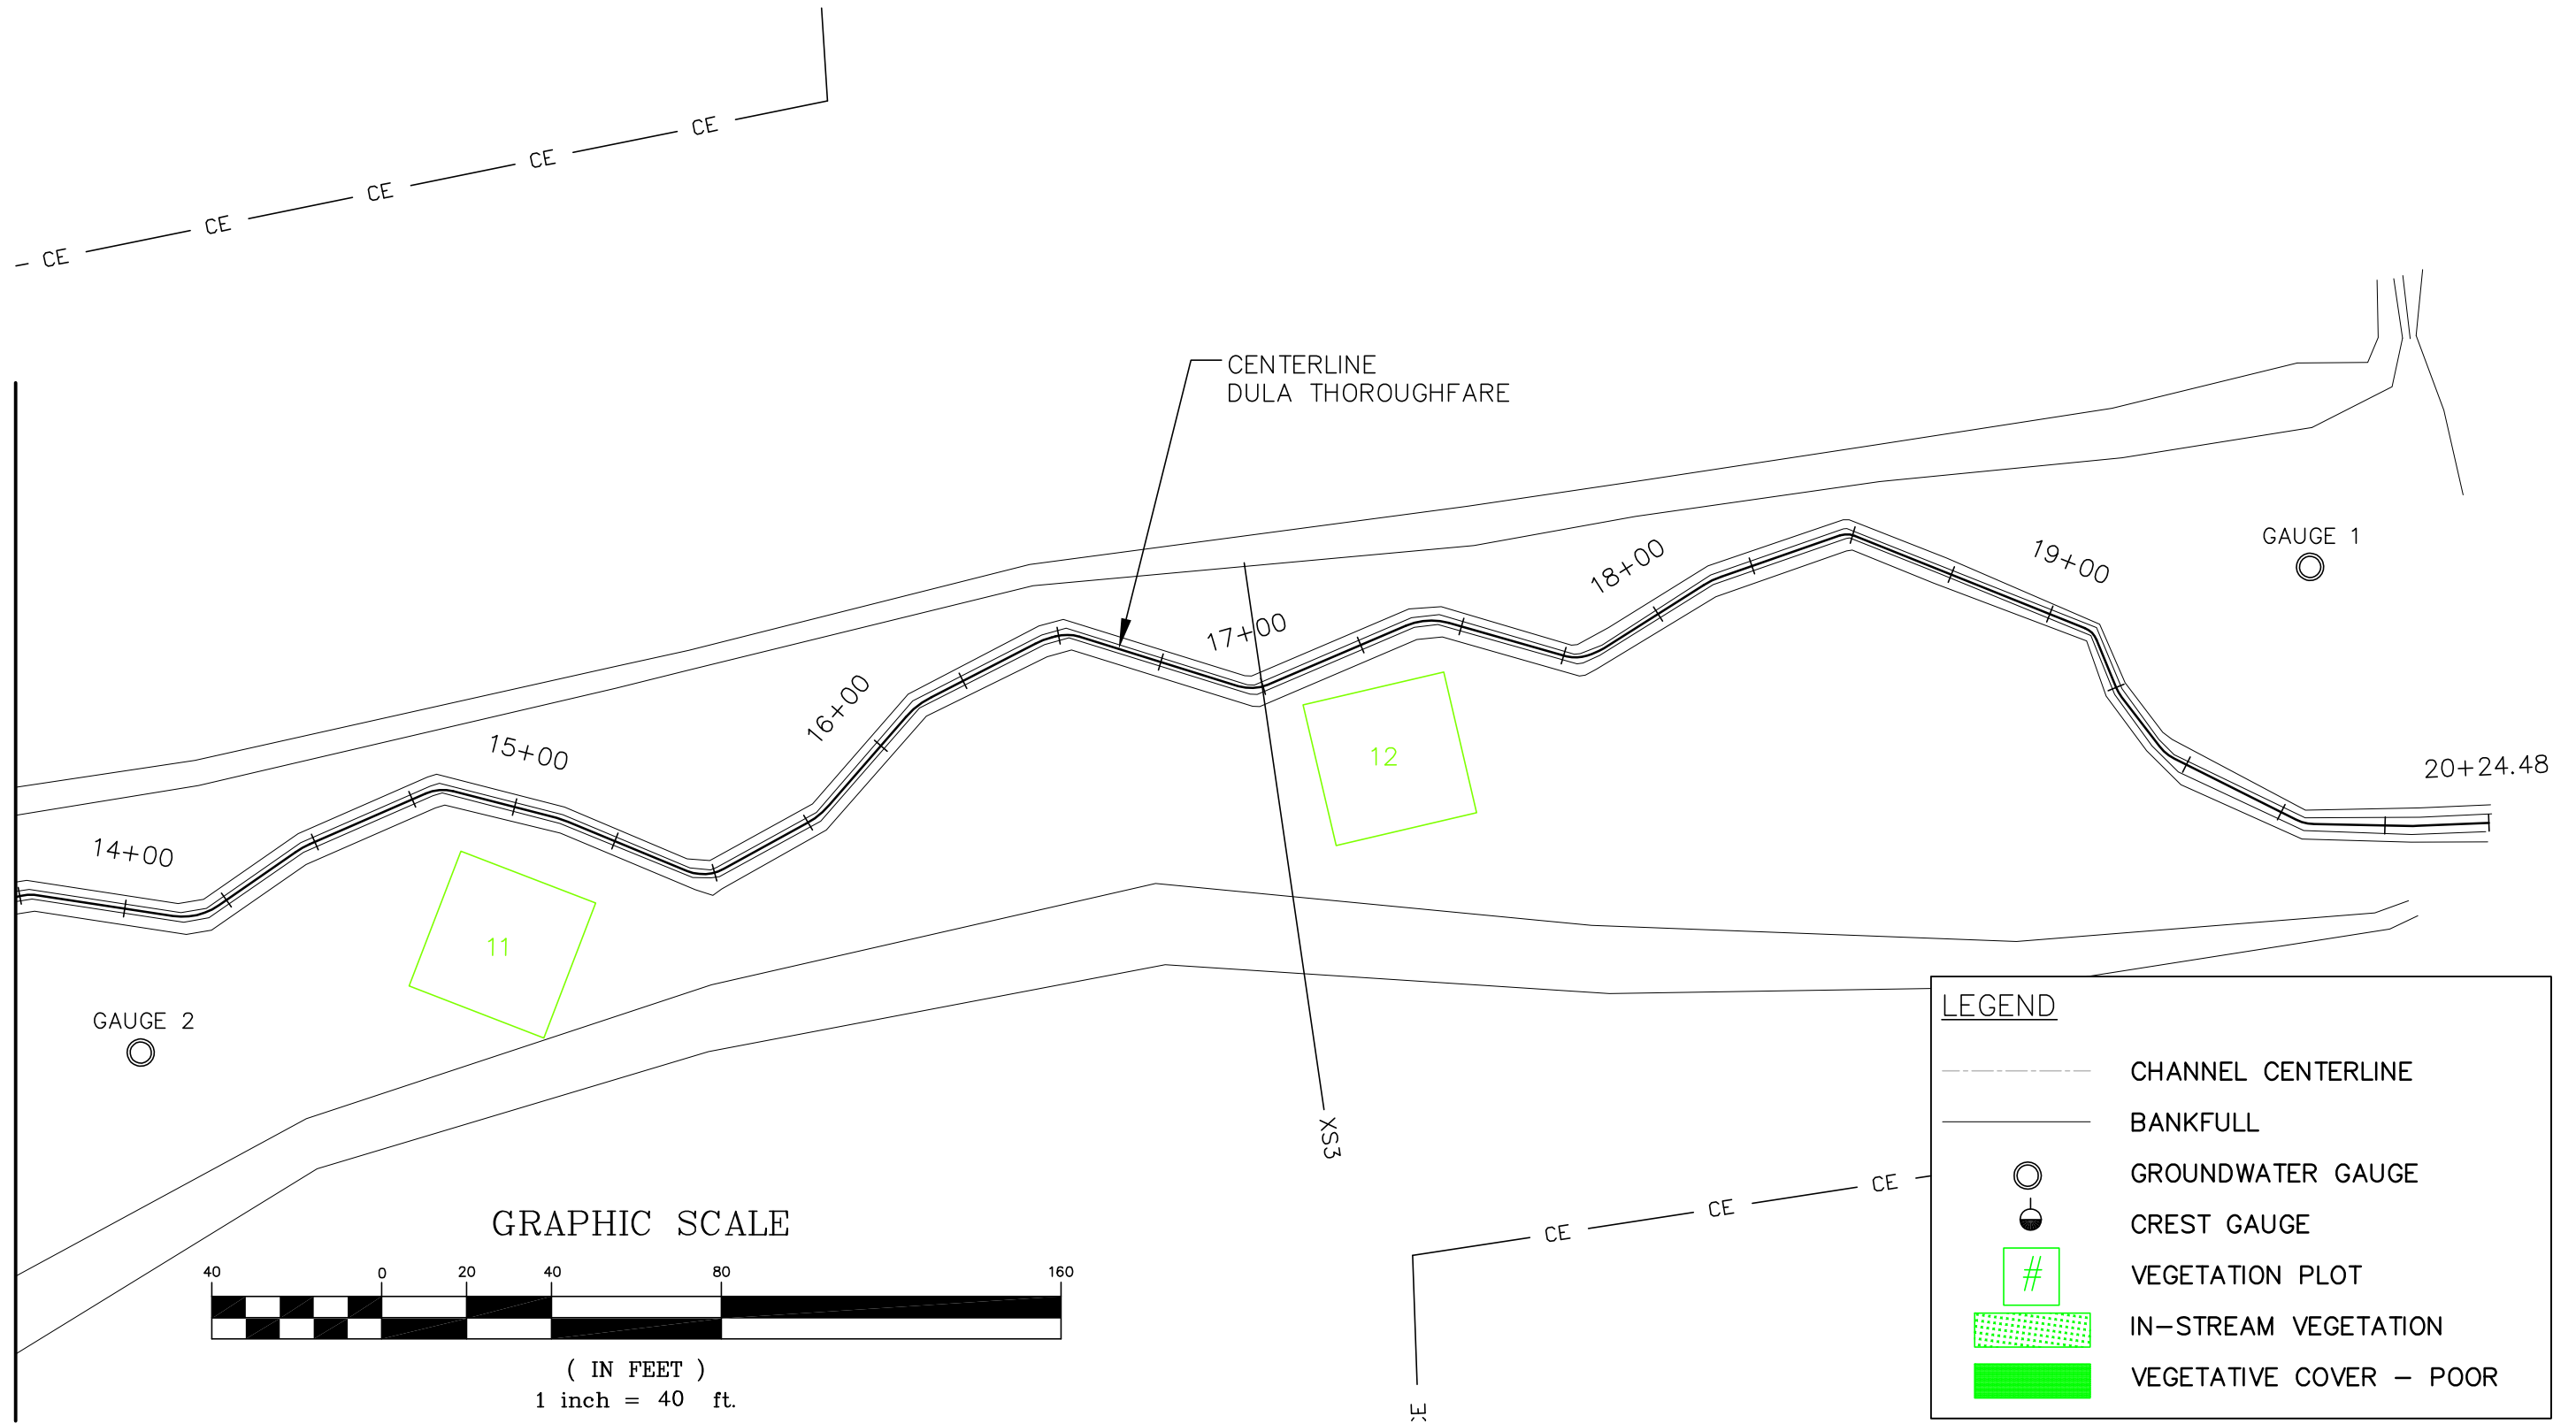 CE
CE
CE
CE
CE
CENTERLINE
DULA THOROUGHFARE
GAUGE 1
19+00
18+00
17+00
16+00
15+00
14+00
20+24.48
12
11
GAUGE 2
XS3
CE
CE
CE
CE
GRAPHIC SCALE
40 0 20 40 80 160
( IN FEET )
1 inch = 40 ft.
LEGEND
CHANNEL CENTERLINE
BANKFULL
GROUNDWATER GAUGE
CREST GAUGE
# VEGETATION PLOT
IN-STREAM VEGETATION
VEGETATIVE COVER - POOR